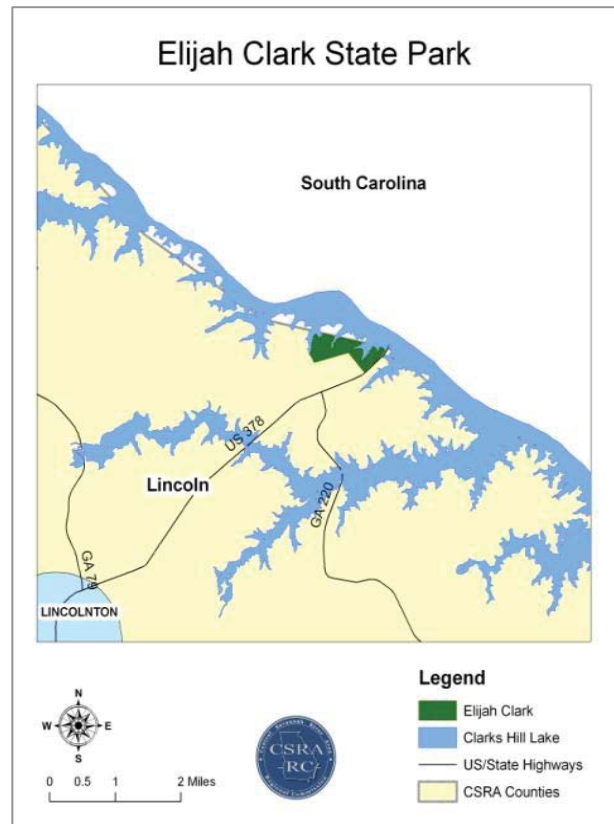 Elijah Clark State Park
South Carolina
US 378
Lincoln
GA 220
GA 79
LINCOLNTON
N
W E
S
0 0.5 1 2 Miles
CSRA
RC
Legend
Elijah Clark
Clarks Hill Lake
US/State Highways
CSRA Counties